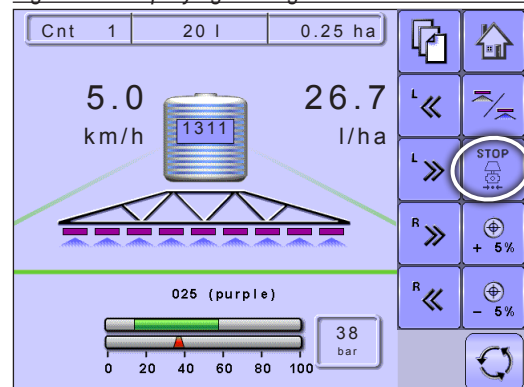 Cnt 1 20 l 0.25 ha
5.0 26.7
km/h 1311 l/ha
L
L STOP
R + 5%
R - 5%
025 (purple)
38
bar
0 20 40 60 80 100